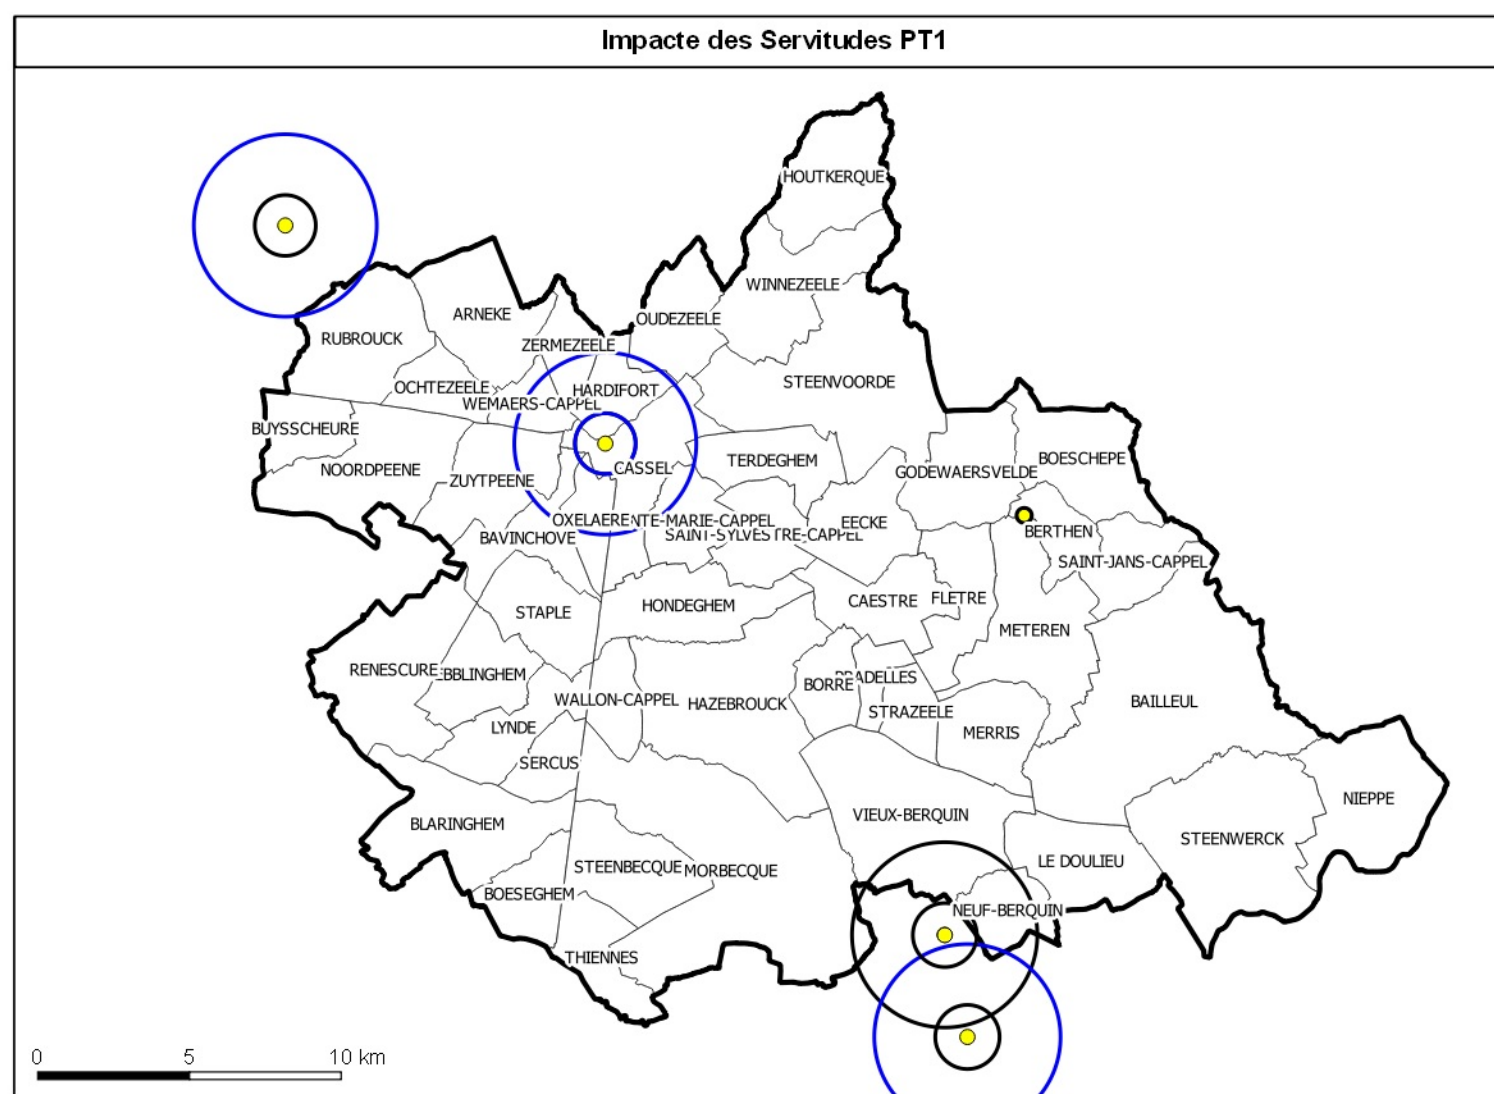 Impacte des Servitudes PT1
HOUTKERQUE
WINNEZEELE
ARNEKE
OUDEZEELE
RUBROUCK
ZERMEZEELE
STEENVOORDE
OCHTEZEELE
HARDIFORT
WEMAERS-CAPPEL
BUYSSCHEURE
NOORDPEENE
ZUYTPEENE
CASSEL
TERDEGHEM
GODEWAERSVELDE
BOESCHEPE
OXELAERE
NTE-MARIE-CAPPEL
EECKE
BERTHEN
BAVINCHOVE
SAINT-SYLVESTRE-CAPPEL
SAINT-JANS-CAPPEL
STAPLE
HONDEGHEM
CAESTRE
FLETRE
METEREN
RENESCURE
EBBLINGHEM
BORRE
PRADELLES
WALLON-CAPPEL
HAZEBROUCK
STRAZEELE
BAILLEUL
LYNDE
MERRIS
SERCUS
NIEPPE
BLARINGHEM
VIEUX-BERQUIN
STEENWERCK
STEENBECQUE
MORBECQUE
LE DOULIEU
BOESEGHEM
NEUF-BERQUIN
THIENNES
0 5 10 km